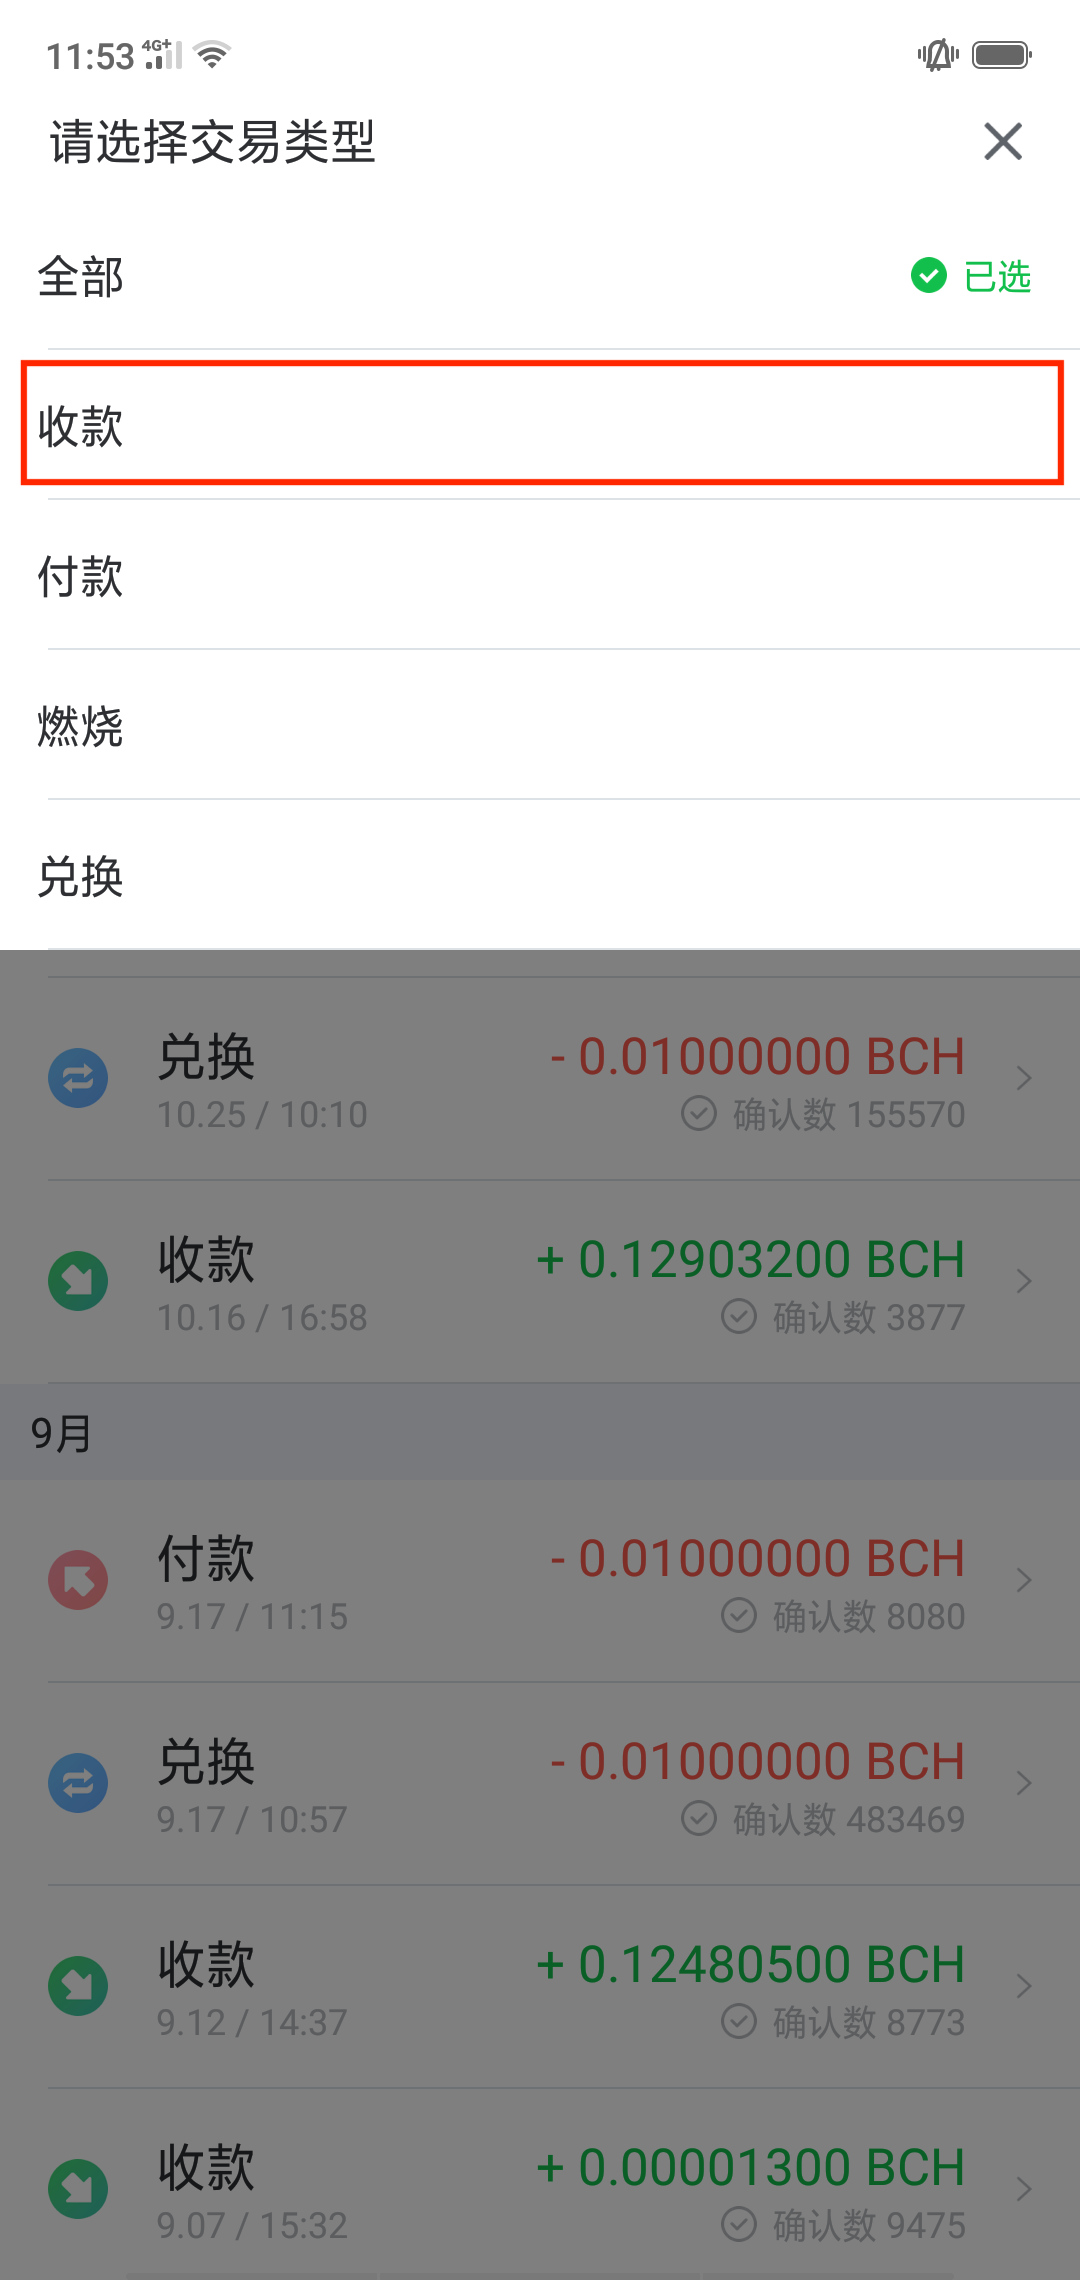 11:53 4G+
请选择交易类型
全部 已选
收款
付款
燃烧
兑换
兑换 - 0.01000000 BCH
10.25 / 10:10 确认数 155570
收款 + 0.12903200 BCH
10.16 / 16:58 确认数 3877
9月
付款 - 0.01000000 BCH
9.17 / 11:15 确认数 8080
兑换 - 0.01000000 BCH
9.17 / 10:57 确认数 483469
收款 + 0.12480500 BCH
9.12 / 14:37 确认数 8773
收款 + 0.00001300 BCH
9.07 / 15:32 确认数 9475